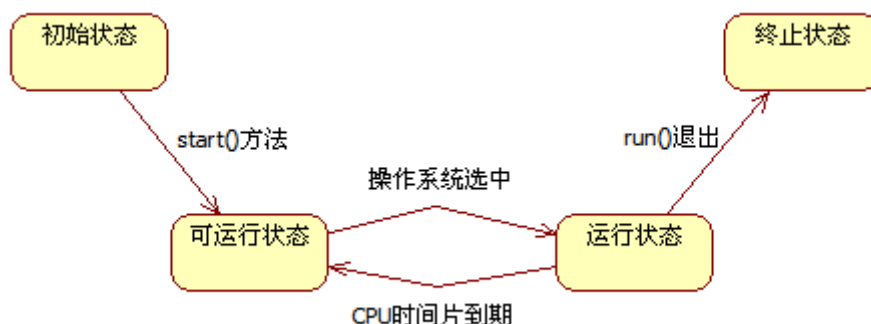 初始状态
终止状态
start()方法
run()退出
操作系统选中
可运行状态
运行状态
CPU时间片到期